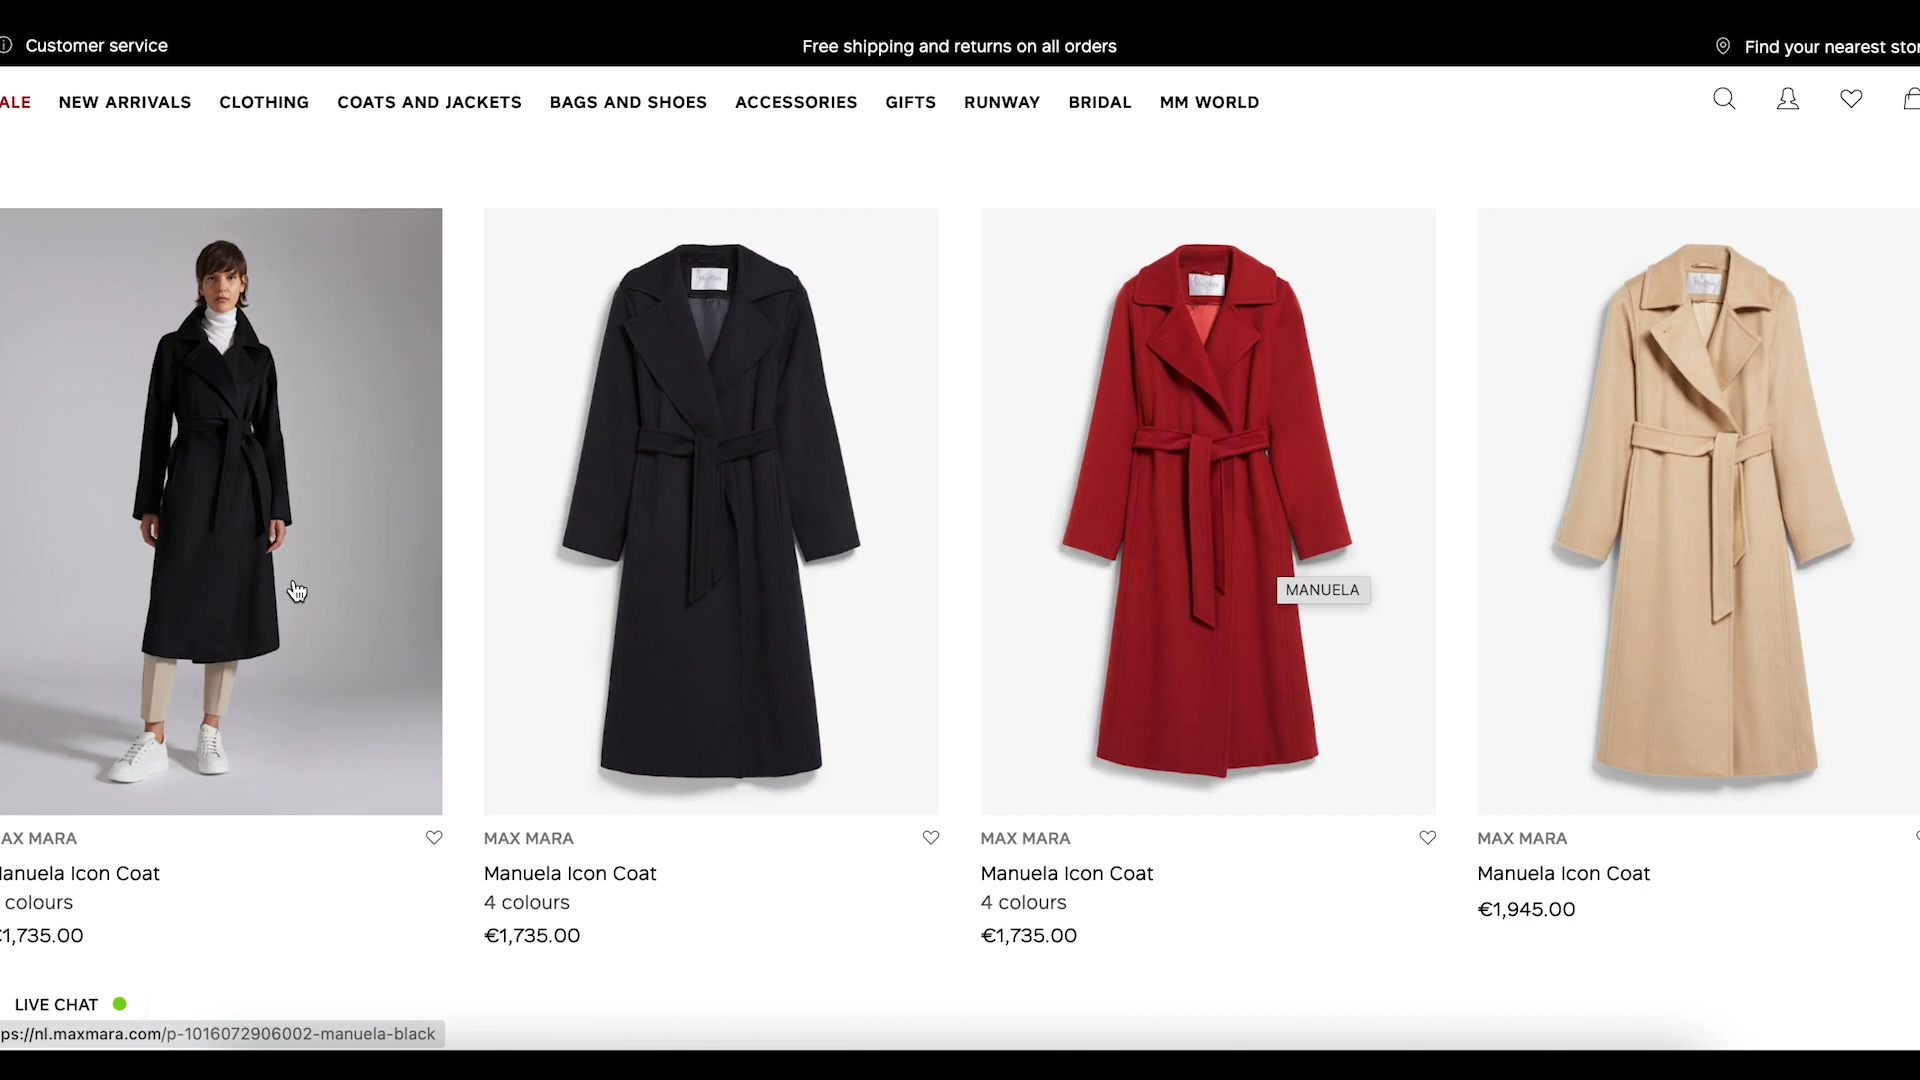 Customer service
Free shipping and returns on all orders
Find your nearest stor
ALE
NEW ARRIVALS
CLOTHING
COATS AND JACKETS
BAGS AND SHOES
ACCESSORIES
GIFTS
RUNWAY
BRIDAL
MM WORLD
MANUELA
AX MARA
anuela Icon Coat
colours
€1,735.00
MAX MARA
Manuela Icon Coat
4 colours
€1,735.00
MAX MARA
Manuela Icon Coat
4 colours
€1,735.00
MAX MARA
Manuela Icon Coat
€1,945.00
LIVE CHAT
ps://nl.maxmara.com/p-1016072906002-manuela-black